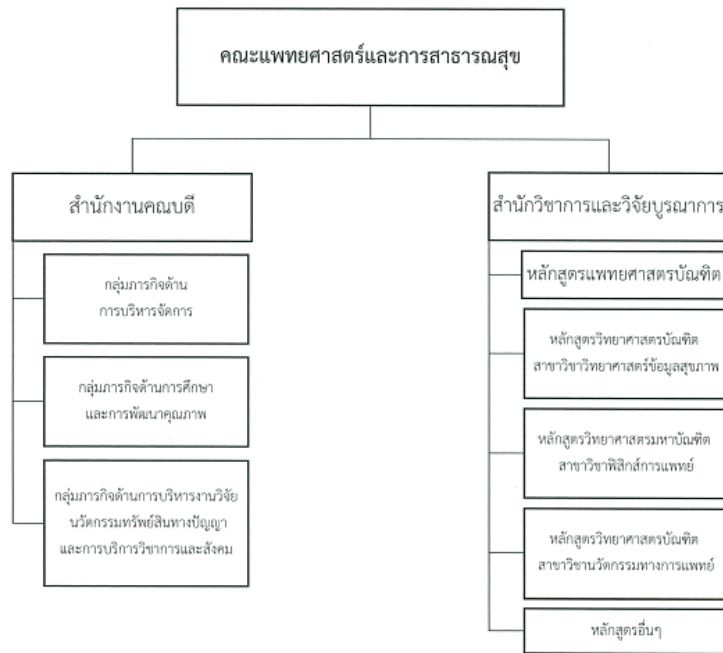 คณะแพทยศาสตร์และการสาธารณสุข
สำนักงานคณบดี
กลุ่มภารกิจด้าน
การบริหารจัดการ
กลุ่มภารกิจด้านการศึกษา
และการพัฒนาคุณภาพ
กลุ่มภารกิจด้านการบริหารงานวิจัย
นวัตกรรมทรัพย์สินทางปัญญา
และการบริการวิชาการและสังคม
สำนักวิชาการและวิจัยบูรณาการ
หลักสูตรแพทยศาสตรบัณฑิต
หลักสูตรวิทยาศาสตรบัณฑิต
สาขาวิชาวิทยาศาสตร์ข้อมูลสุขภาพ
หลักสูตรวิทยาศาสตรมหาบัณฑิต
สาขาวิชาฟิสิกส์การแพทย์
หลักสูตรวิทยาศาสตรบัณฑิต
สาขาวิชานวัตกรรมทางการแพทย์
หลักสูตรอื่นๆ